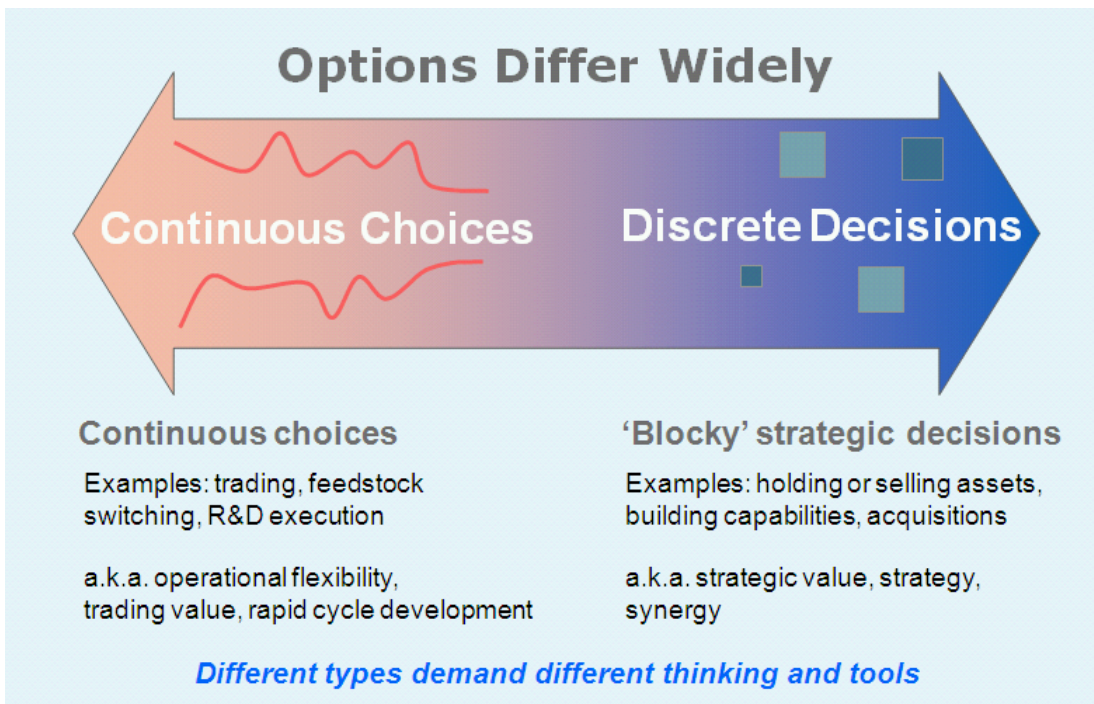 Options Differ Widely
Continuous Choices
Discrete Decisions
Continuous choices
Examples: trading, feedstock
switching, R&D execution
a.k.a. operational flexibility,
trading value, rapid cycle development
‘Blocky’ strategic decisions
Examples: holding or selling assets,
building capabilities, acquisitions
a.k.a. strategic value, strategy,
synergy
Different types demand different thinking and tools